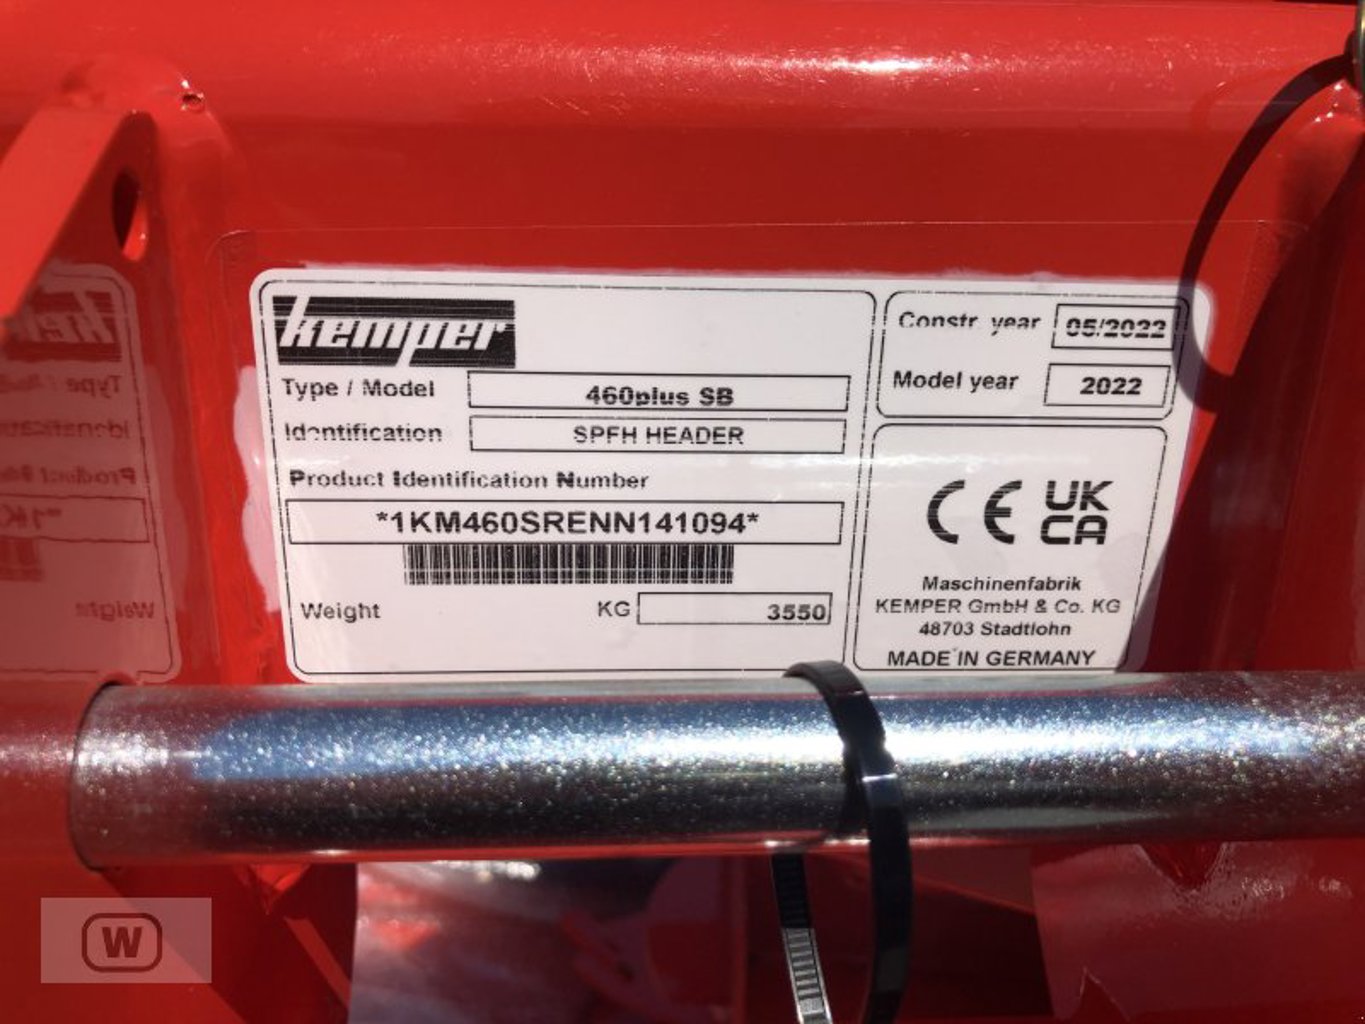 kemper
Type / Model 460plus SB
Identification SPFH HEADER
Product Identification Number
*1KM460SRENN141094*
Weight KG 3550
Constr. year 05/2022
Model year 2022
CE UK CA
Maschinenfabrik
KEMPER GmbH & Co. KG
48703 Stadtlohn
MADE IN GERMANY
W